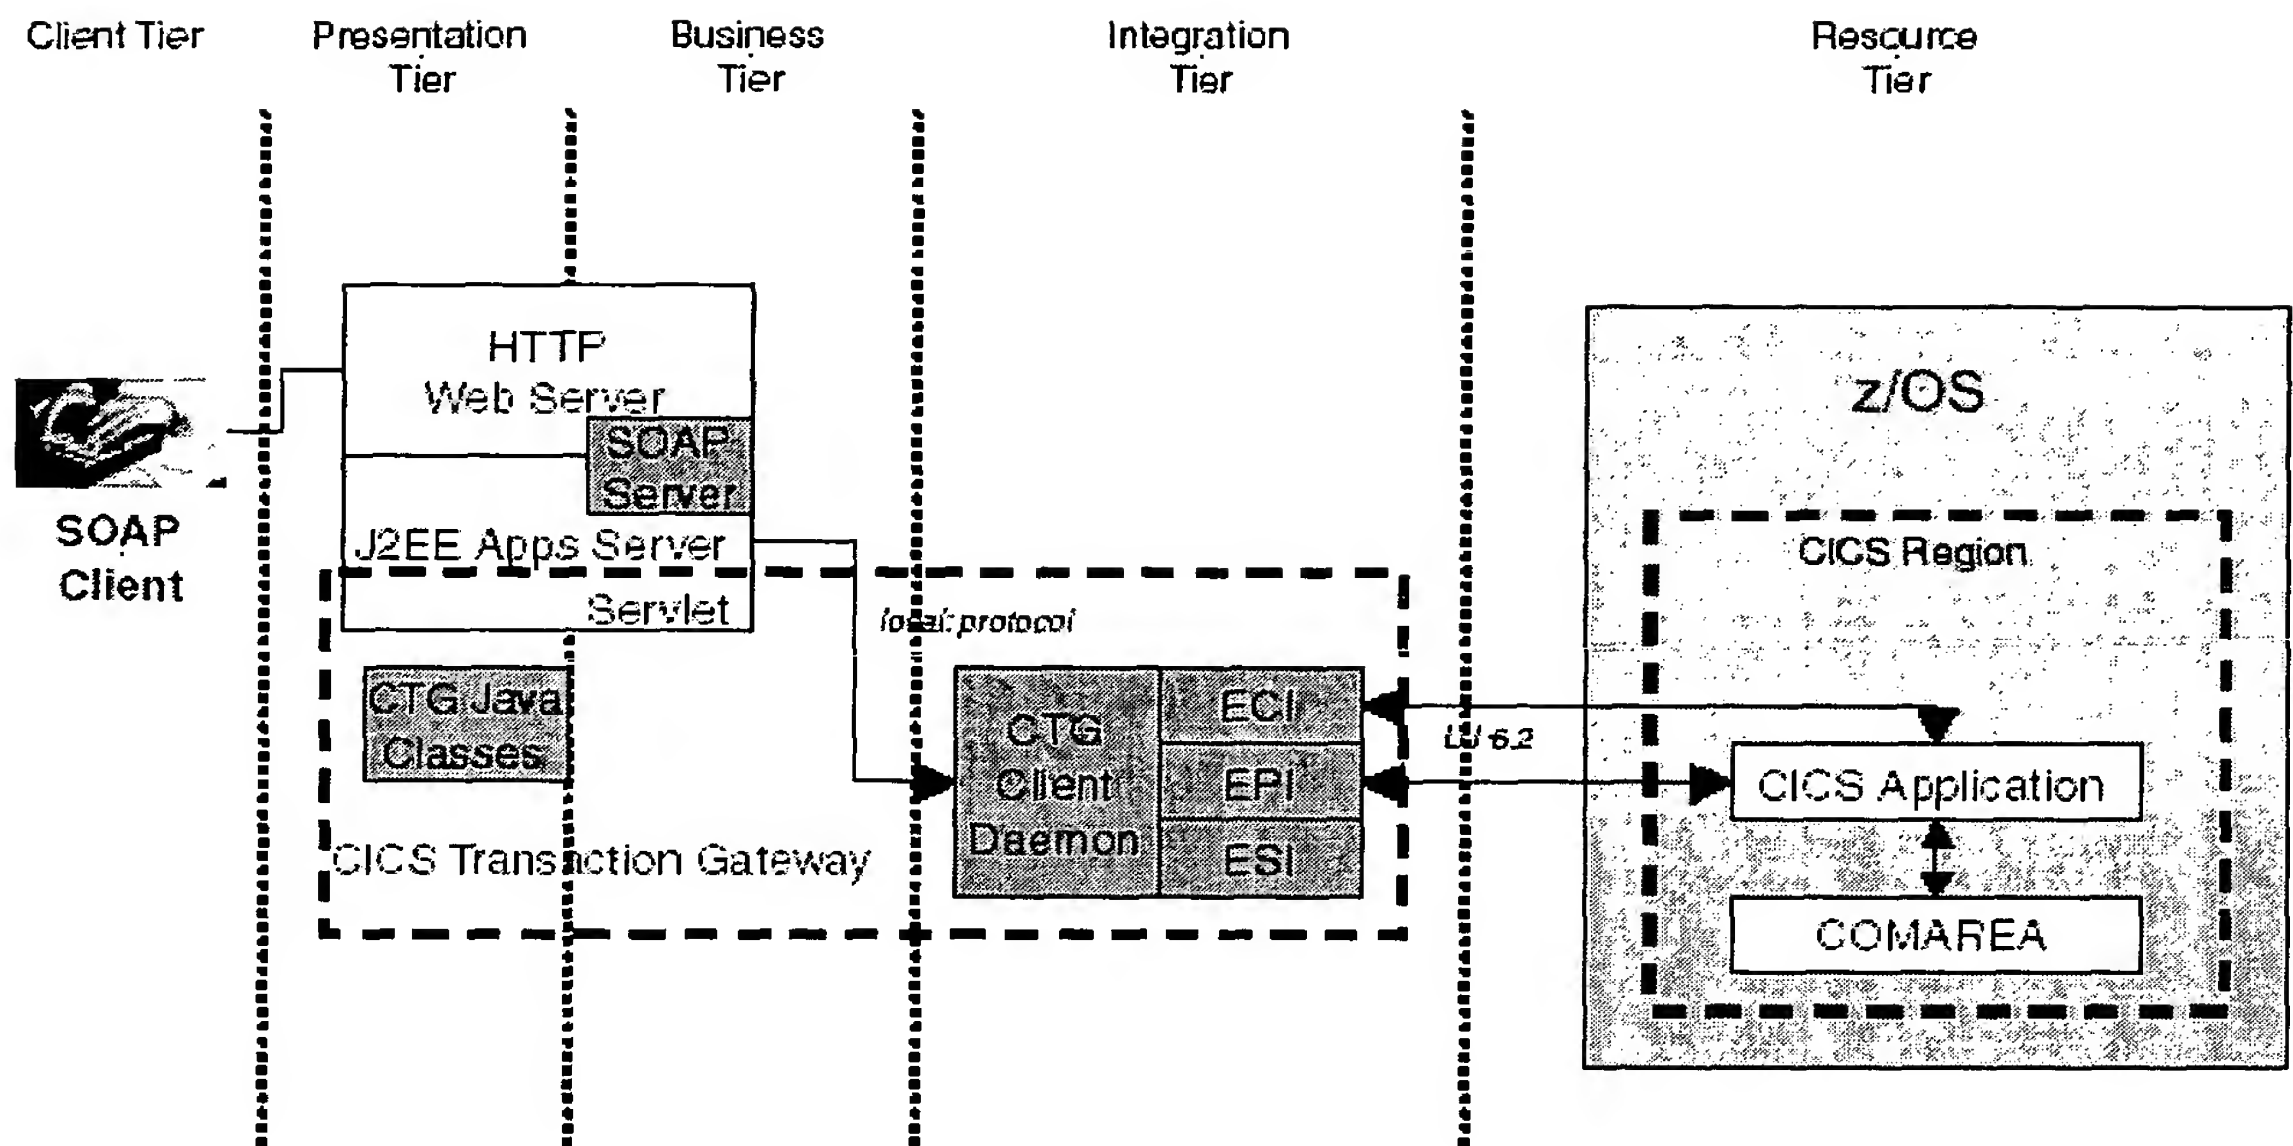 Client Tier
Presentation
Tier
Business
Tier
Integration
Tier
Resource
Tier
HTTP
Web Server
SOAP
Server
J2EE Apps Server
Servlet
SOAP
Client
local: protocol
CTG Java
Classes
CICS Transaction Gateway
CTG
Client
Daemon
ECI
EPI
ESI
LU 6.2
z/OS
CICS Region
CICS Application
COMAREA